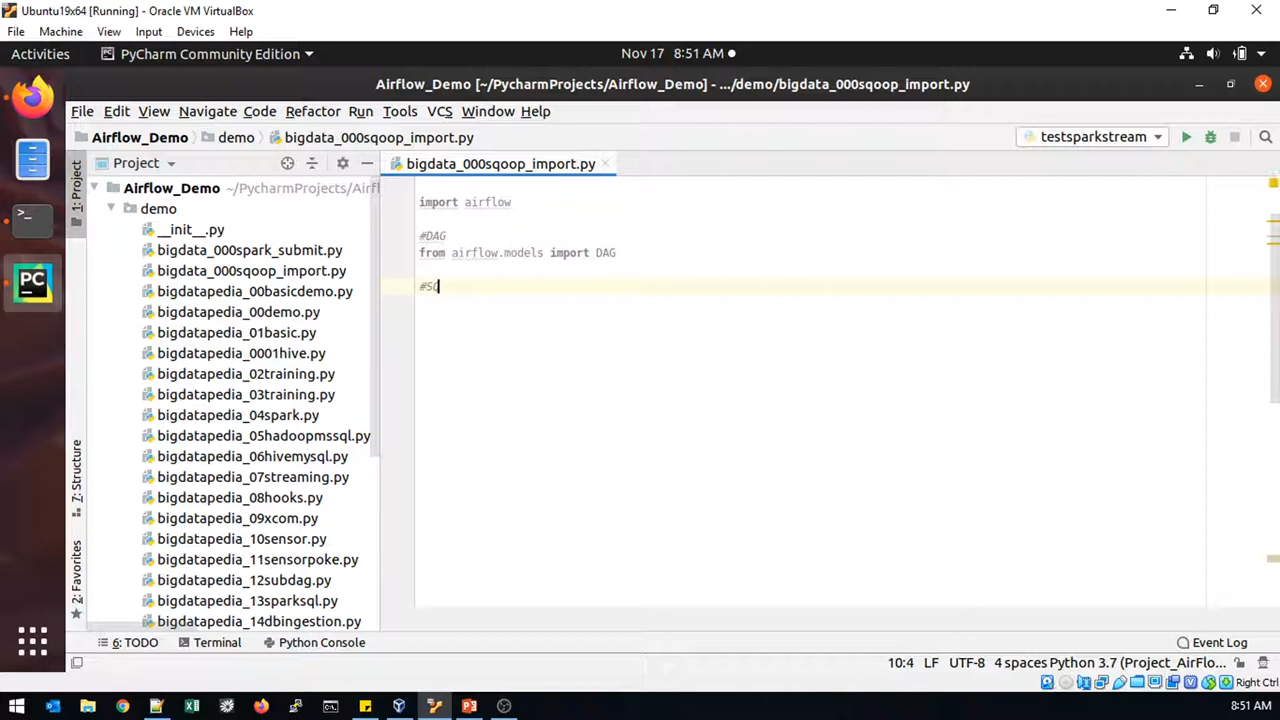 Ubuntu19x64 [Running] - Oracle VM VirtualBox
File Machine View Input Devices Help
Activities PyCharm Community Edition Nov 17 8:51 AM
Airflow_Demo [~/PycharmProjects/Airflow_Demo] - .../demo/bigdata_000sqoop_import.py
File Edit View Navigate Code Refactor Run Tools VCS Window Help
Airflow_Demo demo bigdata_000sqoop_import.py testsparkstream
1: Project
Project
bigdata_000sqoop_import.py
Airflow_Demo ~/PycharmProjects/Airfl
demo
__init__.py
bigdata_000spark_submit.py
bigdata_000sqoop_import.py
bigdatapedia_00basicdemo.py
bigdatapedia_00demo.py
bigdatapedia_01basic.py
bigdatapedia_0001hive.py
bigdatapedia_02training.py
bigdatapedia_03training.py
bigdatapedia_04spark.py
bigdatapedia_05hadoopmssql.py
bigdatapedia_06hivemysql.py
bigdatapedia_07streaming.py
bigdatapedia_08hooks.py
bigdatapedia_09xcom.py
bigdatapedia_10sensor.py
bigdatapedia_11sensorpoke.py
bigdatapedia_12subdag.py
bigdatapedia_13sparksql.py
bigdatapedia_14dbingestion.py
import airflow
#DAG
from airflow.models import DAG
#SQ
7: Structure
2: Favorites
6: TODO Terminal Python Console Event Log
10:4 LF UTF-8 4 spaces Python 3.7 (Project_AirFlo...
Right Ctrl
8:51 AM